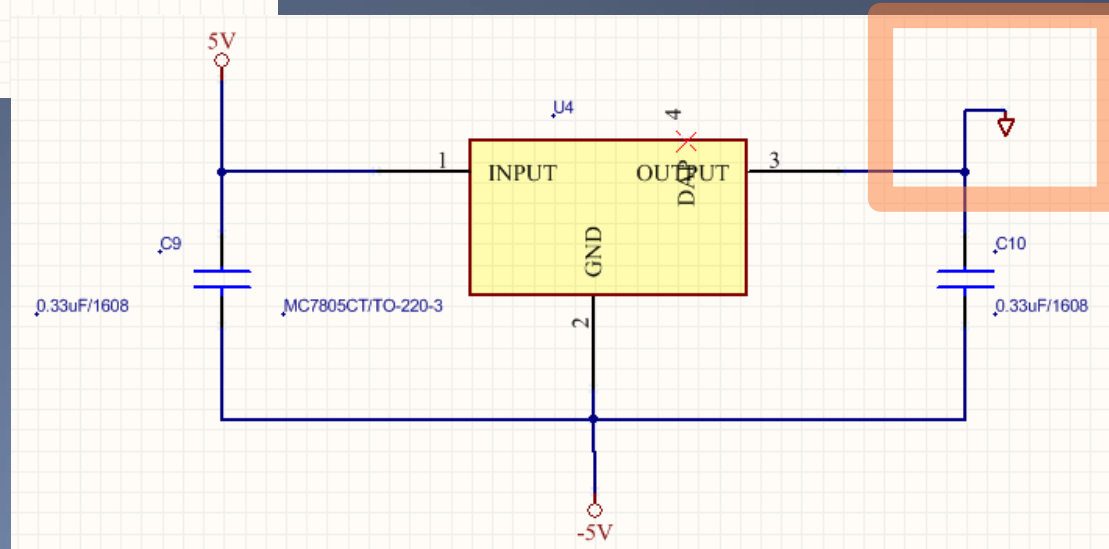 5V
U4
4
1
INPUT
OUTPUT
3
DAP
C9
GND
C10
0.33uF/1608
MC7805CT/TO-220-3
0.33uF/1608
2
-5V